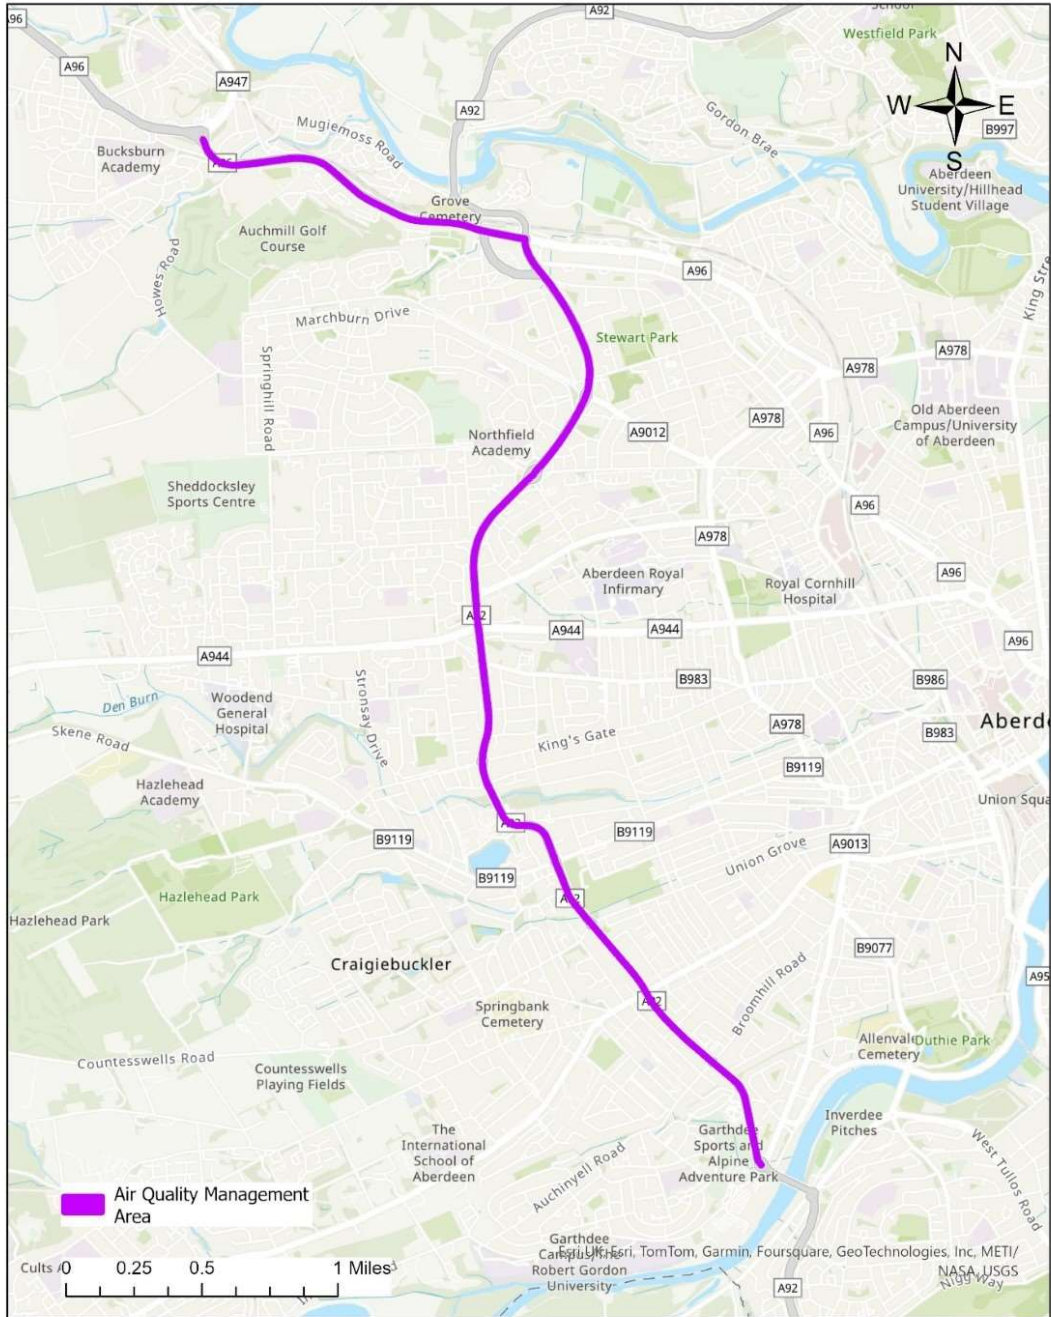 A96
A92
School
Westfield Park
A96
A947
N
W
E
S
A92
Mugiemoss Road
Gordon Brae
B997
Bucksburn
Academy
Aberdeen
University/Hillhead
Student Village
Grove
Cemetery
Auchmill Golf
Course
Howes Road
A96
King Stre
Marchburn Drive
Stewart Park
Springhill Road
A978
A978
A978
Old Aberdeen
Campus/University
of Aberdeen
A9012
A96
Northfield
Academy
Sheddocksley
Sports Centre
A96
A978
Aberdeen Royal
Infirmary
Royal Cornhill
Hospital
A96
A944
A944
A96
A944
Stronsay Drive
B983
B986
Den Burn
Woodend
General
Hospital
Skene Road
King's Gate
A978
B983
Aberde
B9119
Hazlehead
Academy
Union Squa
B9119
B9119
A9013
Union Grove
B9119
Hazlehead Park
Hazlehead Park
B9077
Craigiebuckler
Broomhill Road
A95
Springbank
Cemetery
Allenvale
Cemetery
Duthie Park
Countesswells Road
Countesswells
Playing Fields
Inverdee
Pitches
The
International
School of
Aberdeen
Garthdee
Sports and
Alpine
Adventure Park
West Tullos Road
Auchinyell Road
Air Quality Management
Area
Garthdee
Campus/The
Robert Gordon
University
Esri UK, Esri, TomTom, Garmin, Foursquare, GeoTechnologies, Inc, METI/
NASA, USGS
Cults A
0 0.25 0.5 1 Miles
Nigg Way
A92